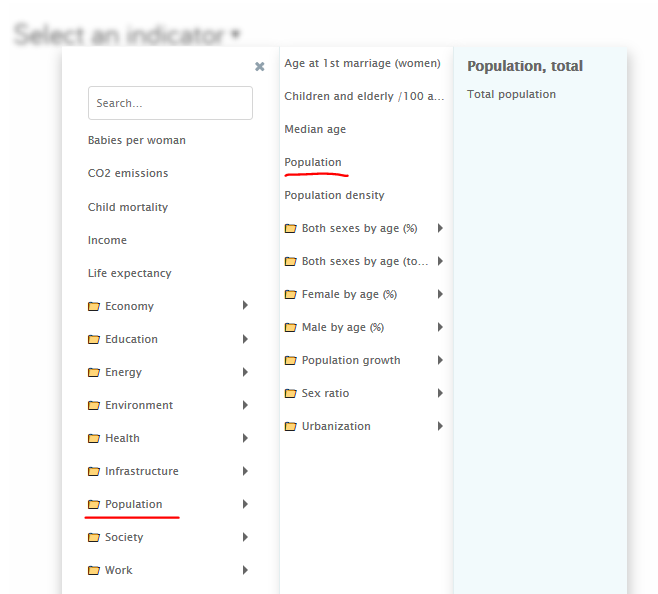 Select an indicator
×
Search...
Babies per woman
CO2 emissions
Child mortality
Income
Life expectancy
Economy
Education
Energy
Environment
Health
Infrastructure
Population
Society
Work
Age at 1st marriage (women)
Children and elderly /100 a...
Median age
Population
Population density
Both sexes by age (%)
Both sexes by age (to...
Female by age (%)
Male by age (%)
Population growth
Sex ratio
Urbanization
Population, total
Total population